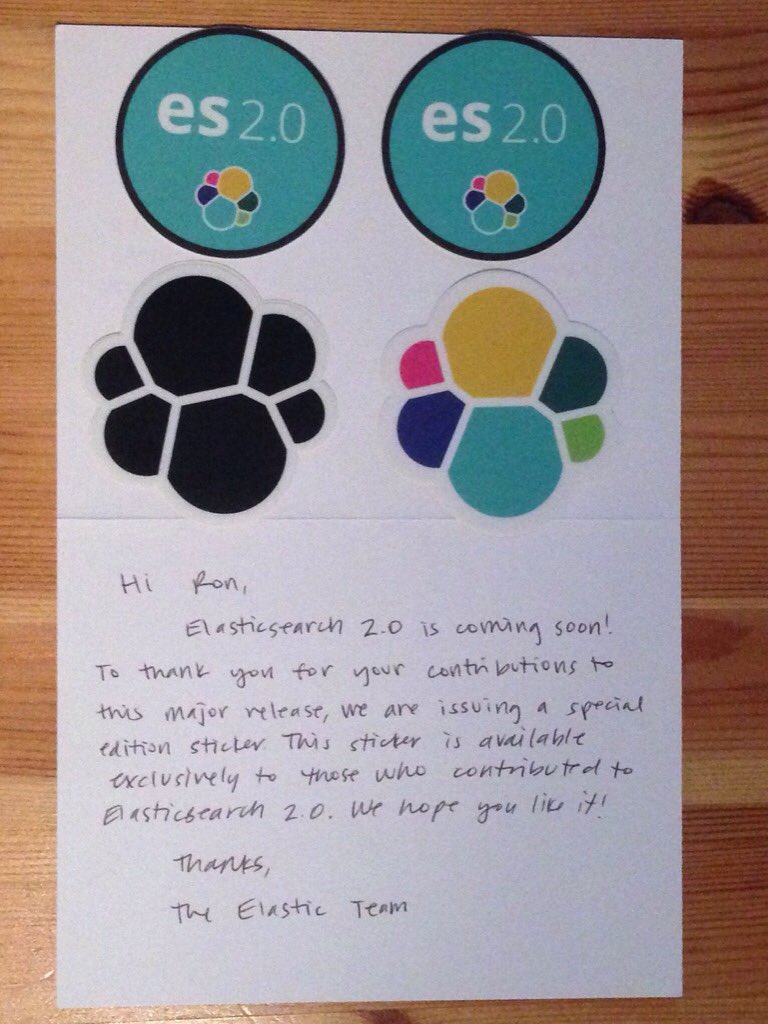 es 2.0
es 2.0
Hi Ron,
Elasticsearch 2.0 is coming soon!
To thank you for your contributions to
this major release, we are issuing a special
edition sticker. This sticker is available
exclusively to those who contributed to
Elasticsearch 2.0. We hope you like it!
Thanks,
The Elastic Team